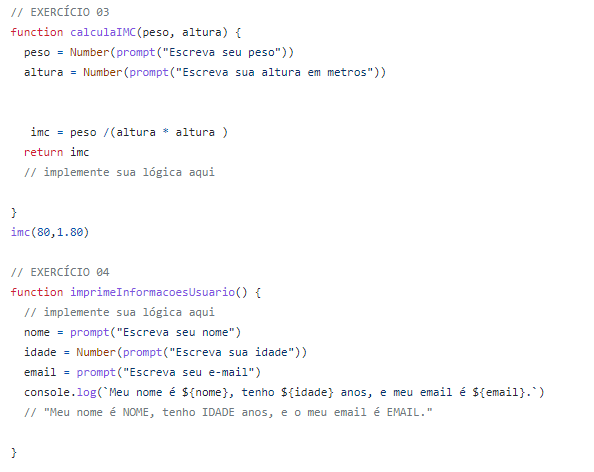 // EXERCÍCIO 03
function calculaIMC(peso, altura) {
  peso = Number(prompt("Escreva seu peso"))
  altura = Number(prompt("Escreva sua altura em metros"))
   imc = peso /(altura * altura )
  return imc
  // implemente sua lógica aqui
}
imc(80,1.80)
// EXERCÍCIO 04
function imprimeInformacoesUsuario() {
  // implemente sua lógica aqui
  nome = prompt("Escreva seu nome")
  idade = Number(prompt("Escreva sua idade"))
  email = prompt("Escreva seu e-mail")
  console.log(`Meu nome é ${nome}, tenho ${idade} anos, e meu email é ${email}.`)
  // "Meu nome é NOME, tenho IDADE anos, e o meu email é EMAIL."
}